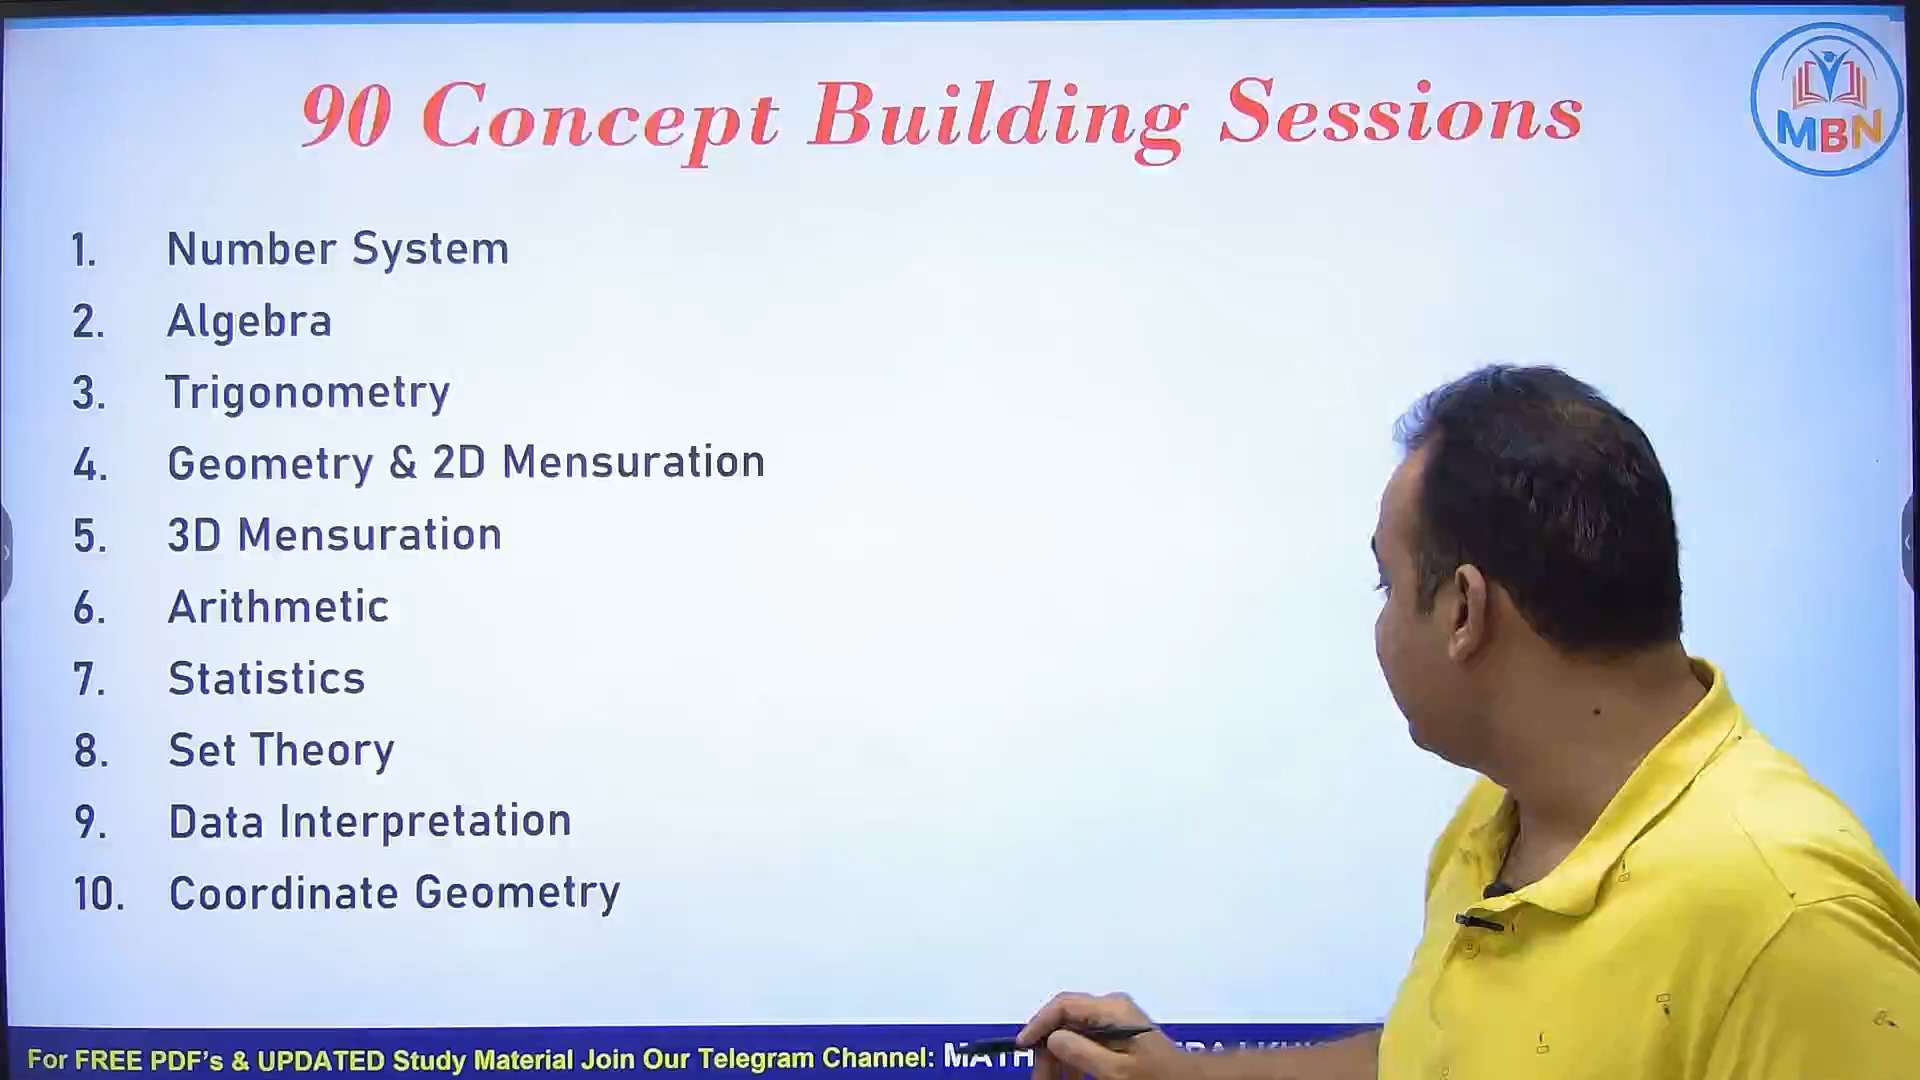 90 Concept Building Sessions
MBN
1. Number System
2. Algebra
3. Trigonometry
4. Geometry & 2D Mensuration
5. 3D Mensuration
6. Arithmetic
7. Statistics
8. Set Theory
9. Data Interpretation
10. Coordinate Geometry
For FREE PDF's & UPDATED Study Material Join Our Telegram Channel: MATH